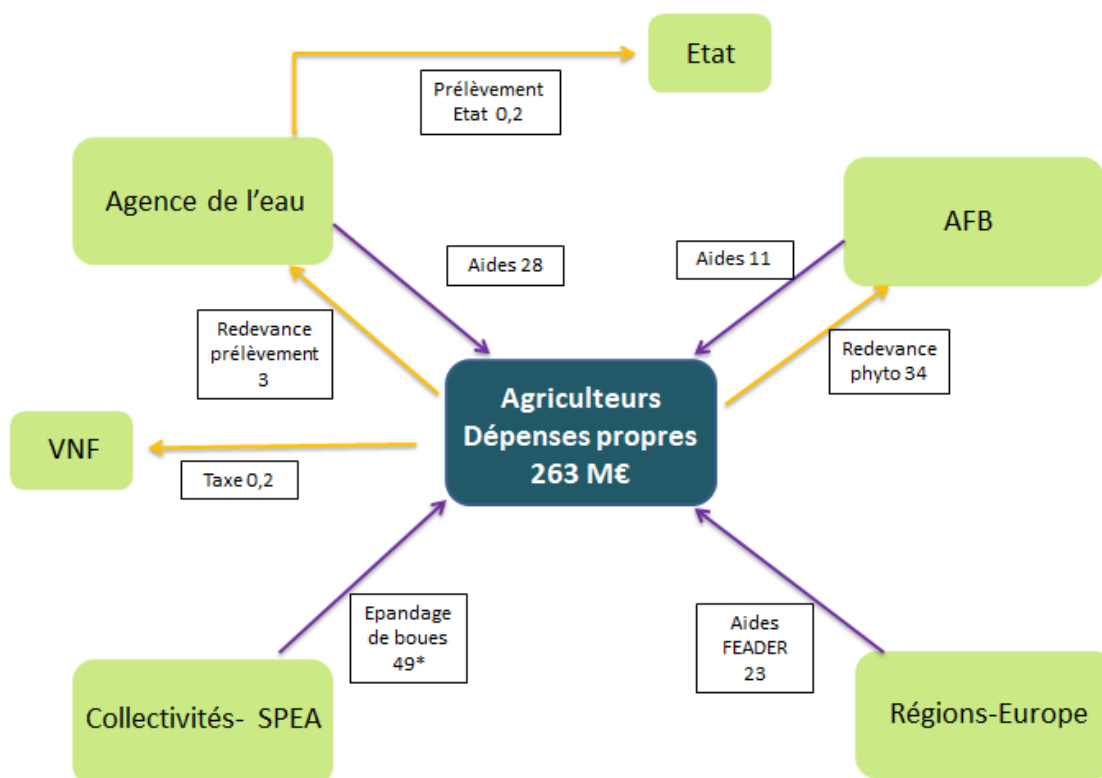 Etat
Prélèvement
Etat 0,2
Agence de l'eau
AFB
Aides 28
Aides 11
Redevance
prélèvement
3
Redevance
phyto 34
Agriculteurs
Dépenses propres
263 M€
VNF
Taxe 0,2
Epandage
de boues
49*
Aides
FEADER
23
Collectivités- SPEA
Régions-Europe